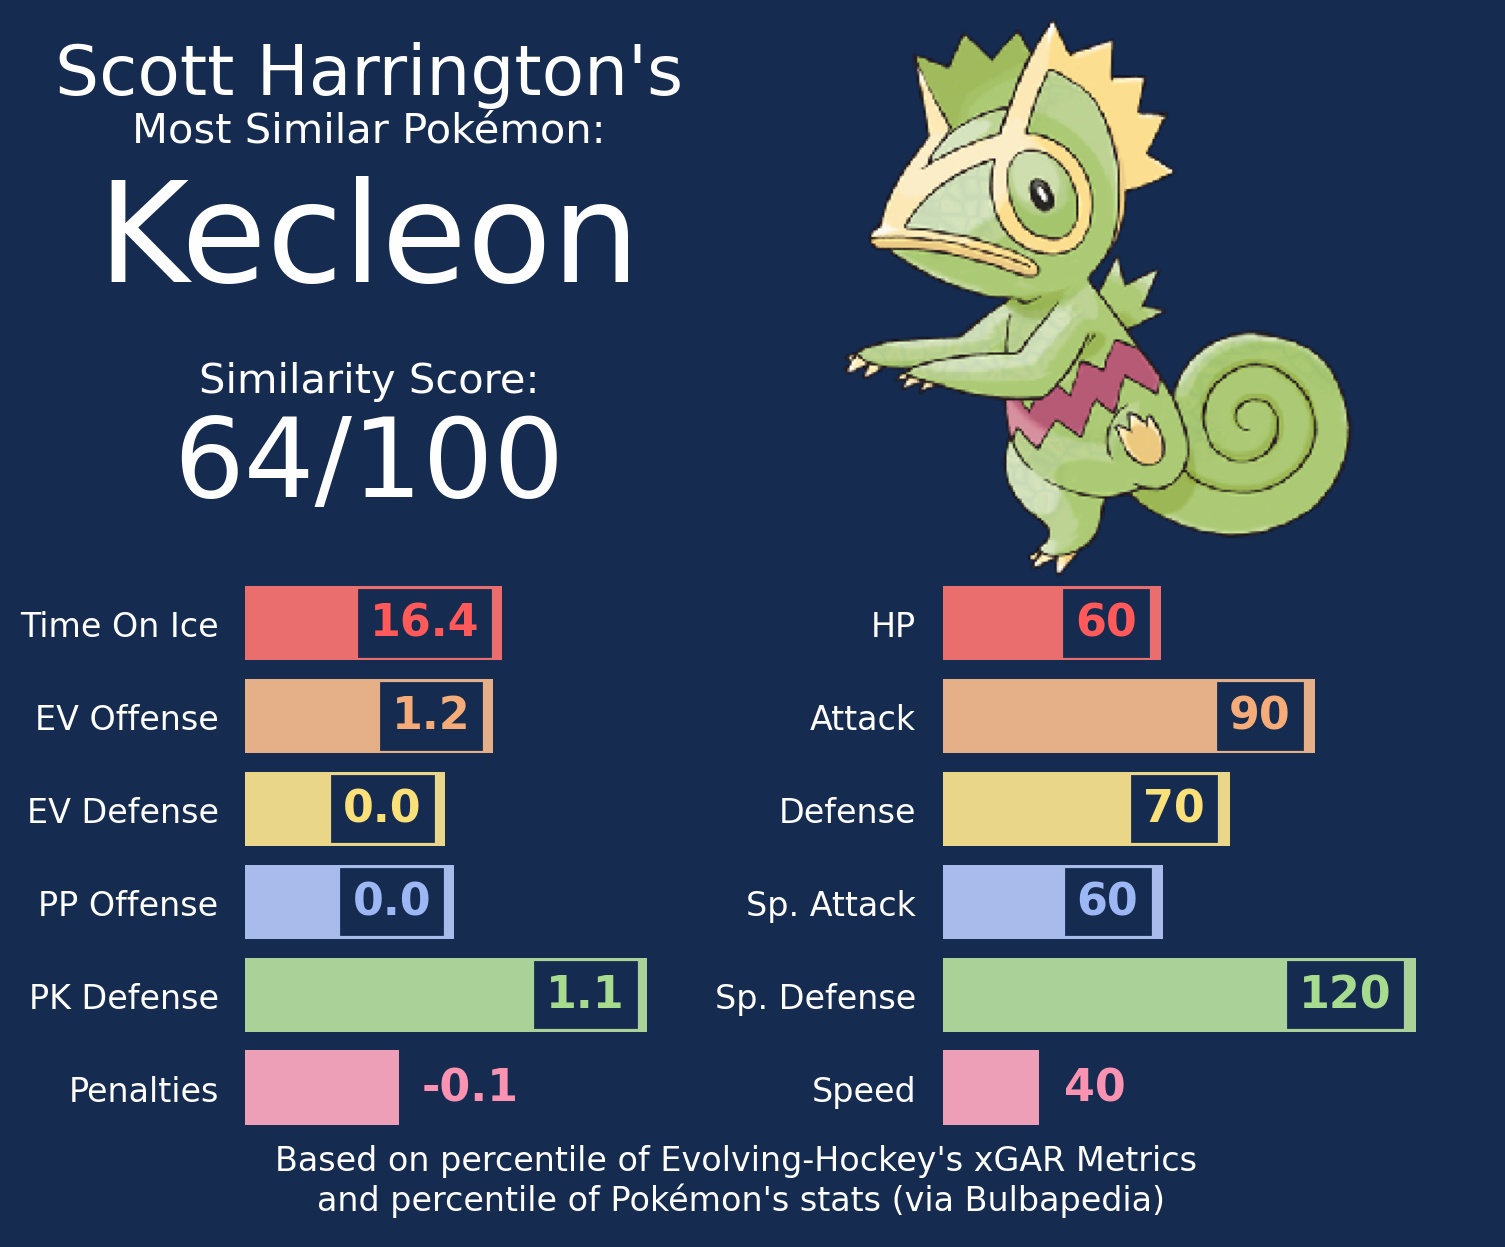 Scott Harrington's
Most Similar Pokémon:
Kecleon
Similarity Score:
64/100
Time On Ice 16.4
EV Offense 1.2
EV Defense 0.0
PP Offense 0.0
PK Defense 1.1
Penalties -0.1
HP 60
Attack 90
Defense 70
Sp. Attack 60
Sp. Defense 120
Speed 40
Based on percentile of Evolving-Hockey's xGAR Metrics
and percentile of Pokémon's stats (via Bulbapedia)